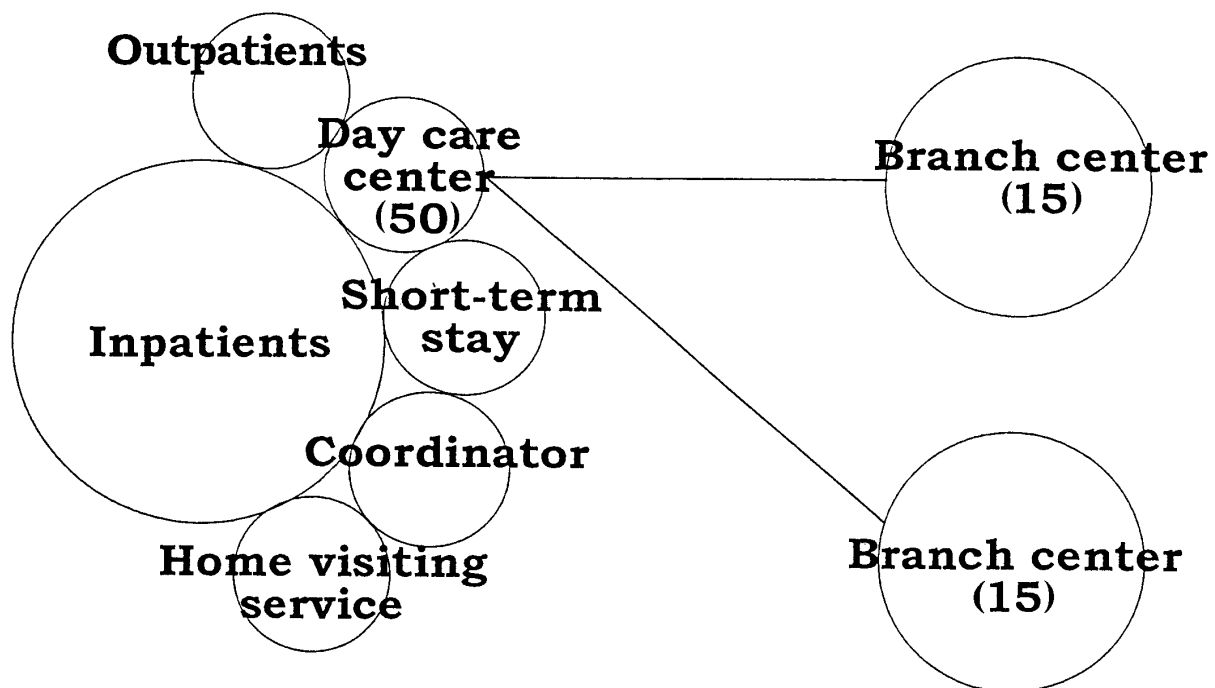 Outpatients
Day care
center
(50)
Short-term
stay
Inpatients
Coordinator
Home visiting
service
Branch center
(15)
Branch center
(15)